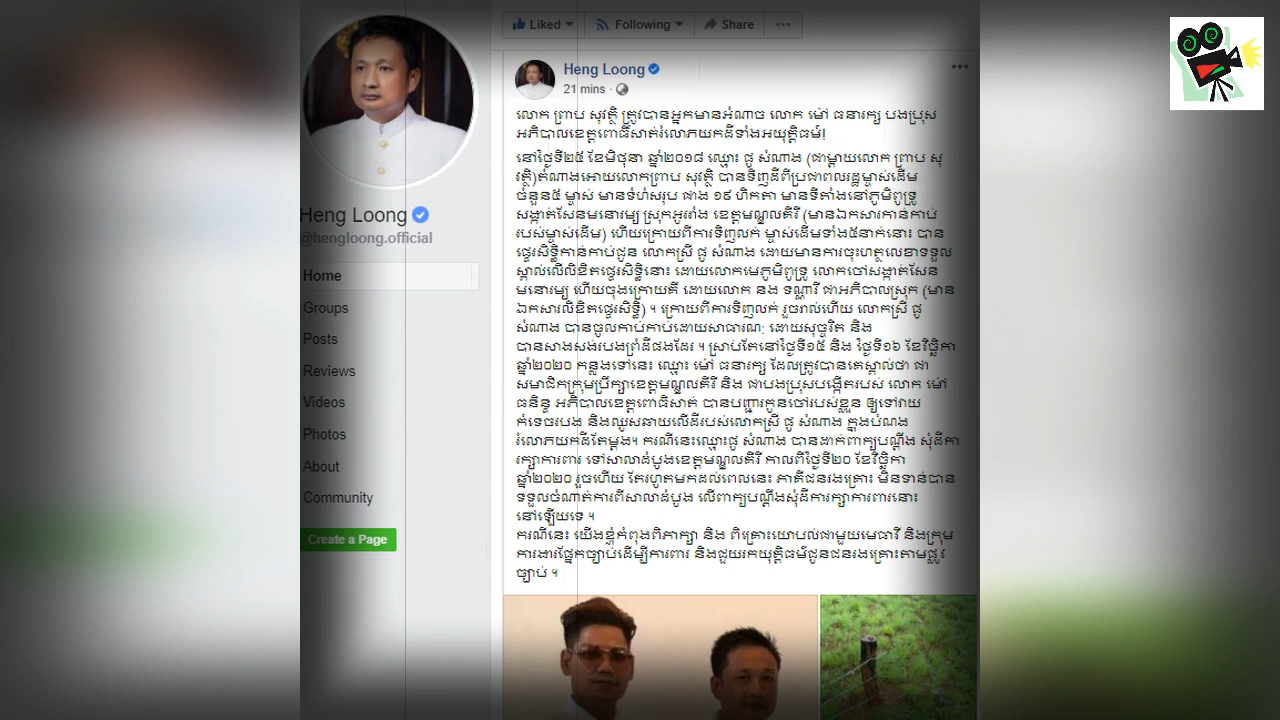 Liked
Following
Share
Heng Loong
21 mins ·
លោក ព្រាប សុវត្ថិ ត្រូវបានអ្នកមានអំណាច លោក ម៉ៅ ធនារក្ស បងប្រុស
អភិបាលខេត្តពោធិ៍សាត់រំលោភយកដីទាំងអយុត្តិធម៌!
នៅថ្ងៃទី២៥ ខែមិថុនា ឆ្នាំ២០១៨ ឈ្មោះ ផូ សំណាង (ជាម្ដាយលោក ព្រាប សុ
វត្ថិ)តំណាងអោយលោកព្រាប សុវត្ថិ បានទិញដីពីប្រជាពលរដ្ឋម្ចាស់ដើម
ចំនួន៥ ម្ចាស់ មានទំហំសរុប ជាង ១៩ ហិកតា មានទីតាំងនៅភូមិពូទ្រូ
សង្កាត់សែនមនោរម្យ ស្រុកអូររាំង ខេត្តមណ្ឌលគីរី (មានឯកសារកាន់កាប់
របស់ម្ចាស់ដើម) ហើយក្រោយពីការទិញលក់ ម្ចាស់ដើមទាំង៥នាក់នោះ បាន
ផ្ទេរសិទ្ធិកាន់កាប់ជូន លោកស្រី ផូ សំណាង ដោយមានការចុះហត្ថលេខាទទួល
ស្គាល់លើលិខិតផ្ទេរសិទ្ធិនោះ ដោយលោកមេភូមិពូទ្រូ លោកចៅសង្កាត់សែន
មនោរម្យ ហើយចុងក្រោយគឺ ដោយលោក នង ទណ្ណារី ជាអភិបាលស្រុក (មាន
ឯកសារលិខិតផ្ទេរសិទ្ធិ) ។ ក្រោយពីការទិញលក់ រួចរាល់ហើយ លោកស្រី ផូ
សំណាង បានចូលកាប់កាប់ដោយសាធារណៈ ដោយសុច្ចរិត និង
បានសាងសង់របងព្រំដីផងដែរ ។ ស្រាប់តែនៅថ្ងៃទី១៥ និង ថ្ងៃទី១៦ ខែវិច្ឆិកា
ឆ្នាំ២០២០ កន្លងទៅនេះ ឈ្មោះ ម៉ៅ ធនារក្ស ដែលត្រូវបានគេស្គាល់ថា ជា
សមាជិកក្រុមប្រឹក្សាខេត្តមណ្ឌលគីរី និង ជាបងប្រុសបង្កើតរបស់ លោក ម៉ៅ
ធនិន្ធ អភិបាលខេត្តពោធិ៍សាត់ បានបញ្ជារកូនចៅរបស់ខ្លួន ឲ្យទៅវាយ
កំទេចរបង និងឈូសឆាយលើដីរបស់លោកស្រី ផូ សំណាង ក្នុងបំណង
រំលោភយកដីតែម្ដង។ ករណីនេះឈ្មោះផូ សំណាង បានដាក់ពាក្យបណ្ដឹង សុំដីកា
រក្សាការពារ ទៅសាលាដំបូងខេត្តមណ្ឌលគីរី កាលពីថ្ងៃទី២០ ខែវិច្ឆិកា
ឆ្នាំ២០២០ រួចហើយ តែរហូតមកដល់ពេលនេះ ភាគីជនរងគ្រោះ មិនទាន់បាន
ទទួលចំណាត់ការពីសាលាដំបូង លើពាក្យបណ្ដឹងសុំដីការក្សាការពារនោះ
នៅឡើយទេ ។
ករណីនេះ យើងខ្ញុំកំពុងពិភាក្សា និង ពិគ្រោះយោបល់ជាមួយមេធាវី និងក្រុម
ការងារផ្នែកច្បាប់ដើម្បីការពារ និងជួយរកយុត្តិធម៌ជូនជនរងគ្រោះតាមផ្លូវ
ច្បាប់ ។
Heng Loong
@hengloong.official
Home
Groups
Posts
Reviews
Videos
Photos
About
Community
Create a Page